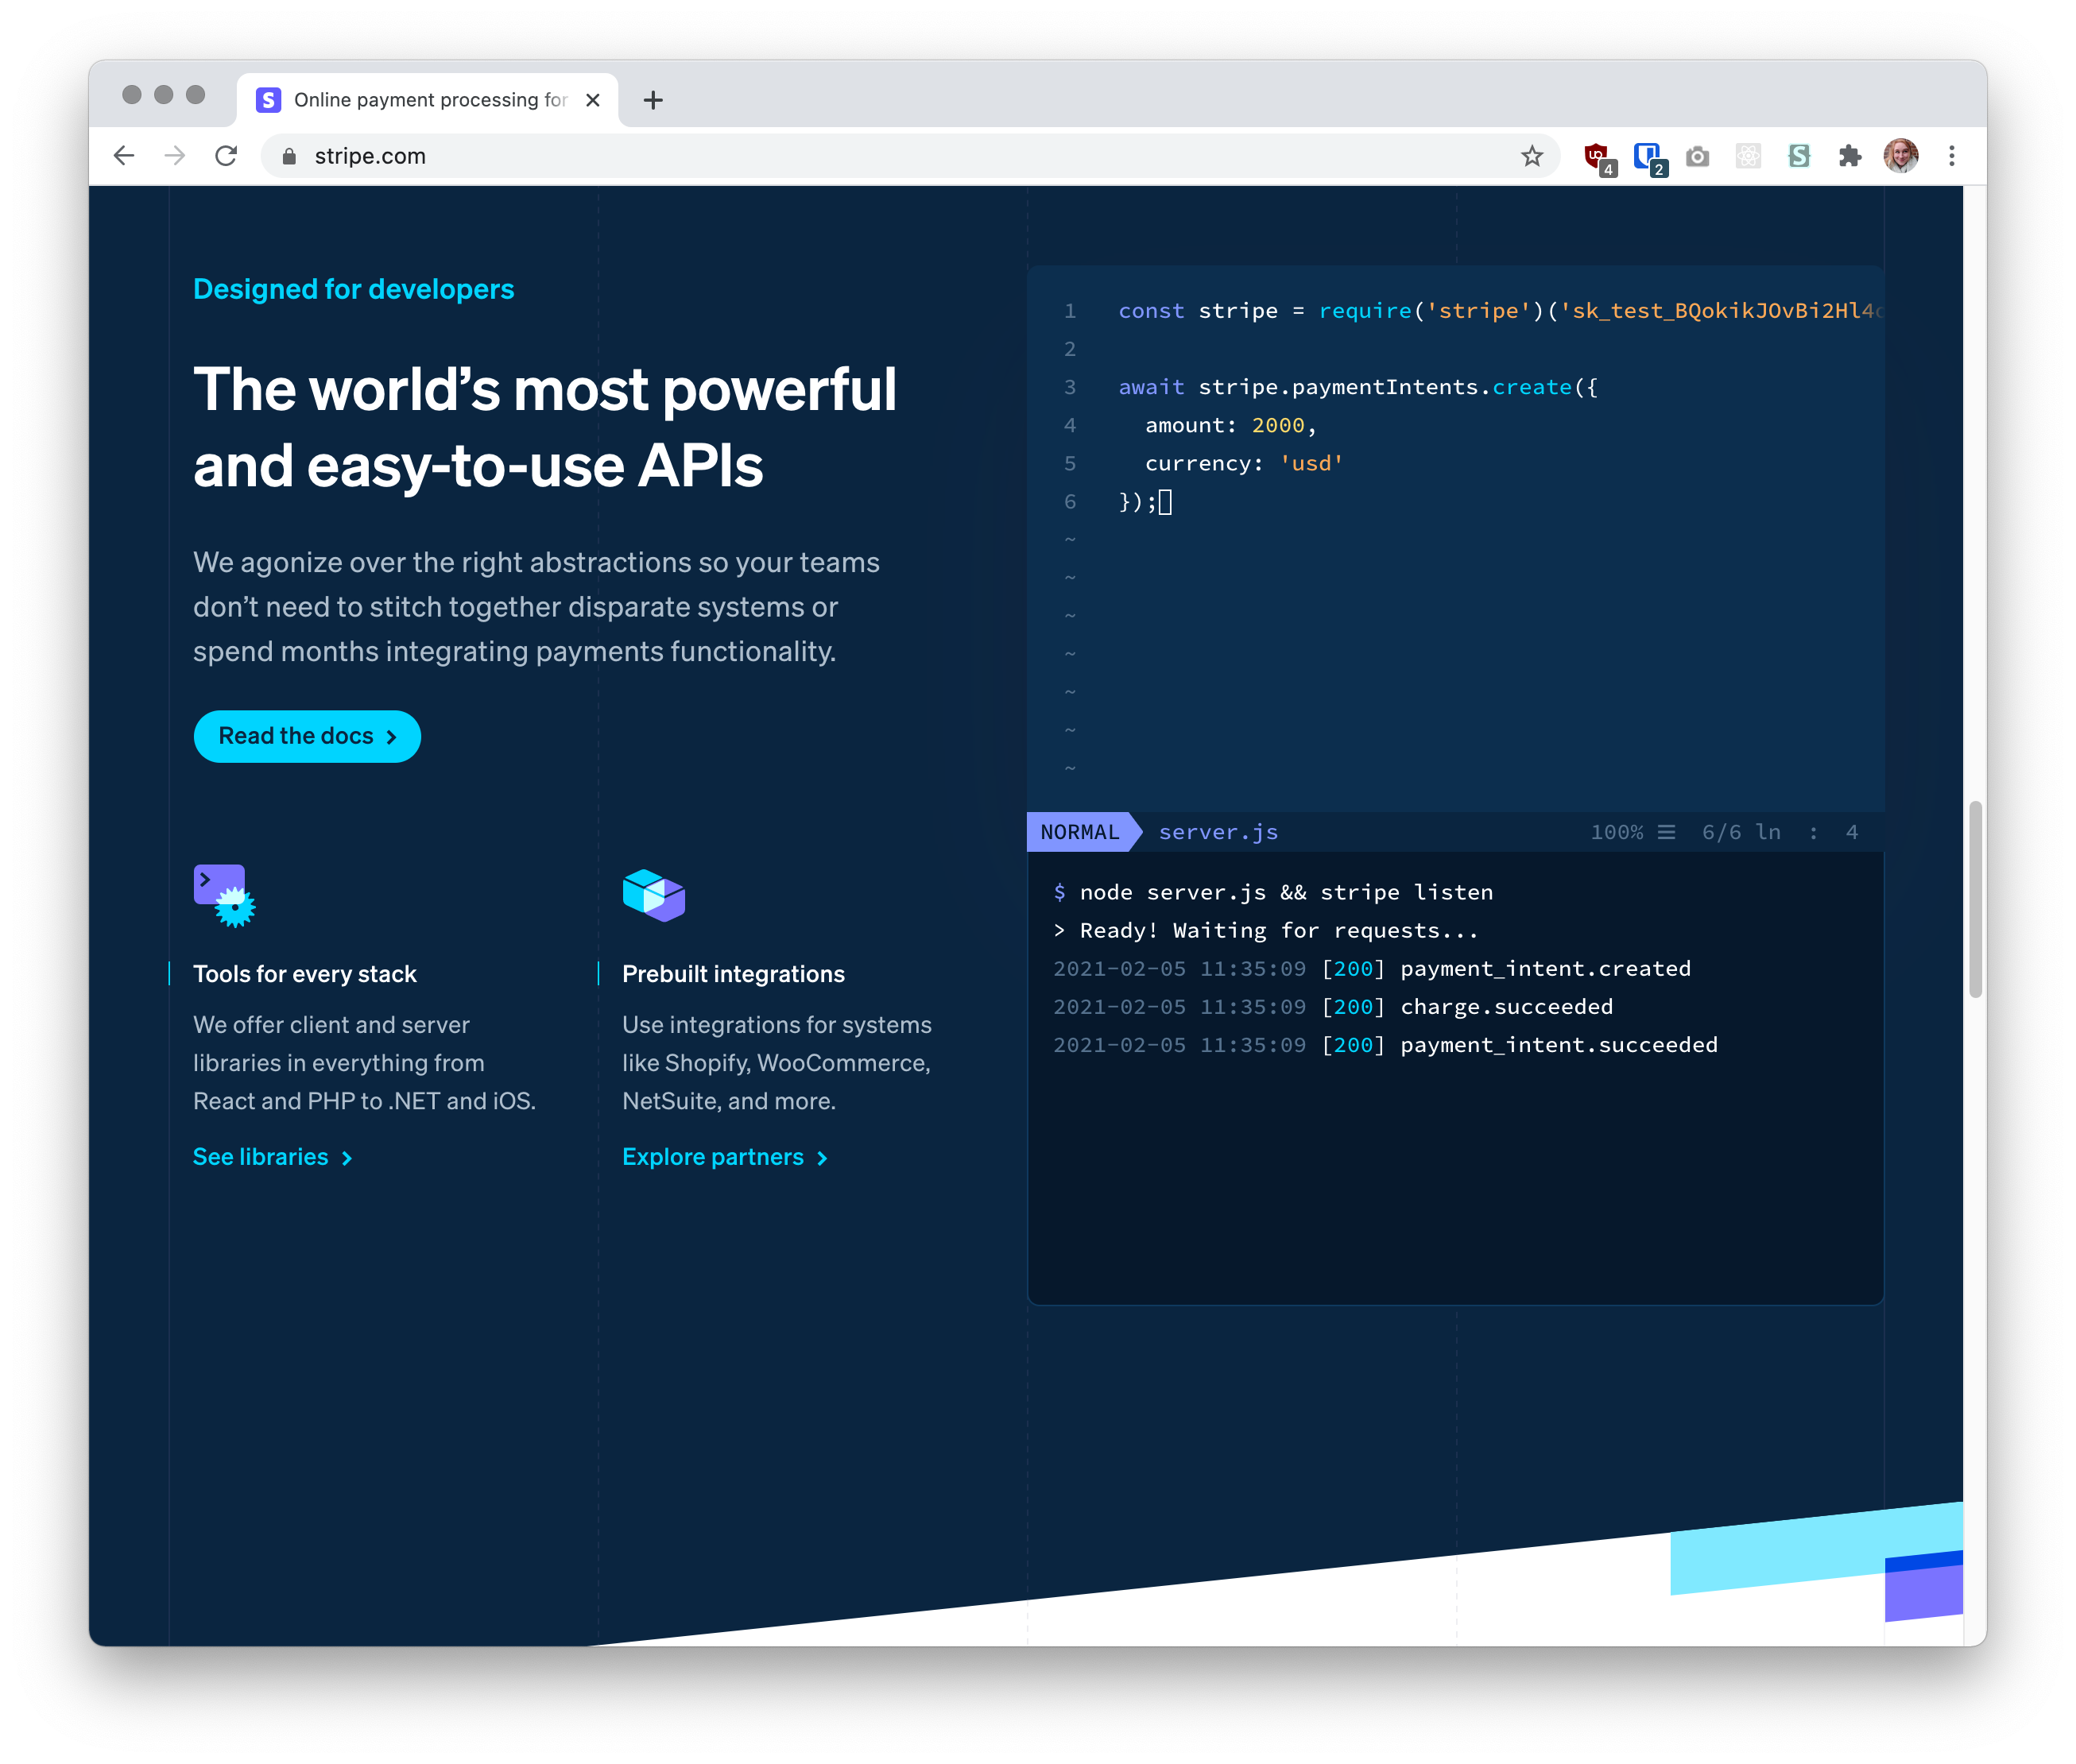 Online payment processing for
stripe.com
4
2
Designed for developers
The world’s most powerful
and easy-to-use APIs
We agonize over the right abstractions so your teams
don’t need to stitch together disparate systems or
spend months integrating payments functionality.
Read the docs
Tools for every stack
We offer client and server
libraries in everything from
React and PHP to .NET and iOS.
See libraries
Prebuilt integrations
Use integrations for systems
like Shopify, WooCommerce,
NetSuite, and more.
Explore partners
1 const stripe = require('stripe')('sk_test_BQokikJOvBi2Hl4
2
3 await stripe.paymentIntents.create({
4 amount: 2000,
5 currency: 'usd'
6 });
~
~
~
~
~
~
~
NORMAL server.js 100% ☰ 6/6 ln : 4
$ node server.js && stripe listen
> Ready! Waiting for requests...
2021-02-05 11:35:09 [200] payment_intent.created
2021-02-05 11:35:09 [200] charge.succeeded
2021-02-05 11:35:09 [200] payment_intent.succeeded